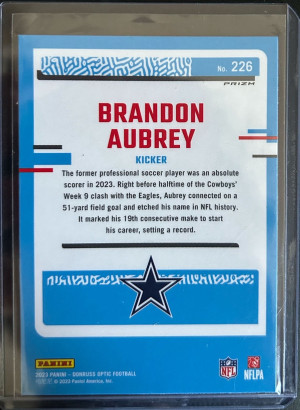 No. 226
PRIZM
BRANDON
AUBREY
KICKER
The former professional soccer player was an absolute
scorer in 2023. Right before halftime of the Cowboys'
Week 9 clash with the Eagles, Aubrey connected on a
51-yard field goal and etched his name in NFL history.
It marked his 19th consecutive make to start
his career, setting a record.
PANINI
NFL
NFLPA
2023 PANINI – DONRUSS OPTIC FOOTBALL
© 2023 Panini America, Inc.